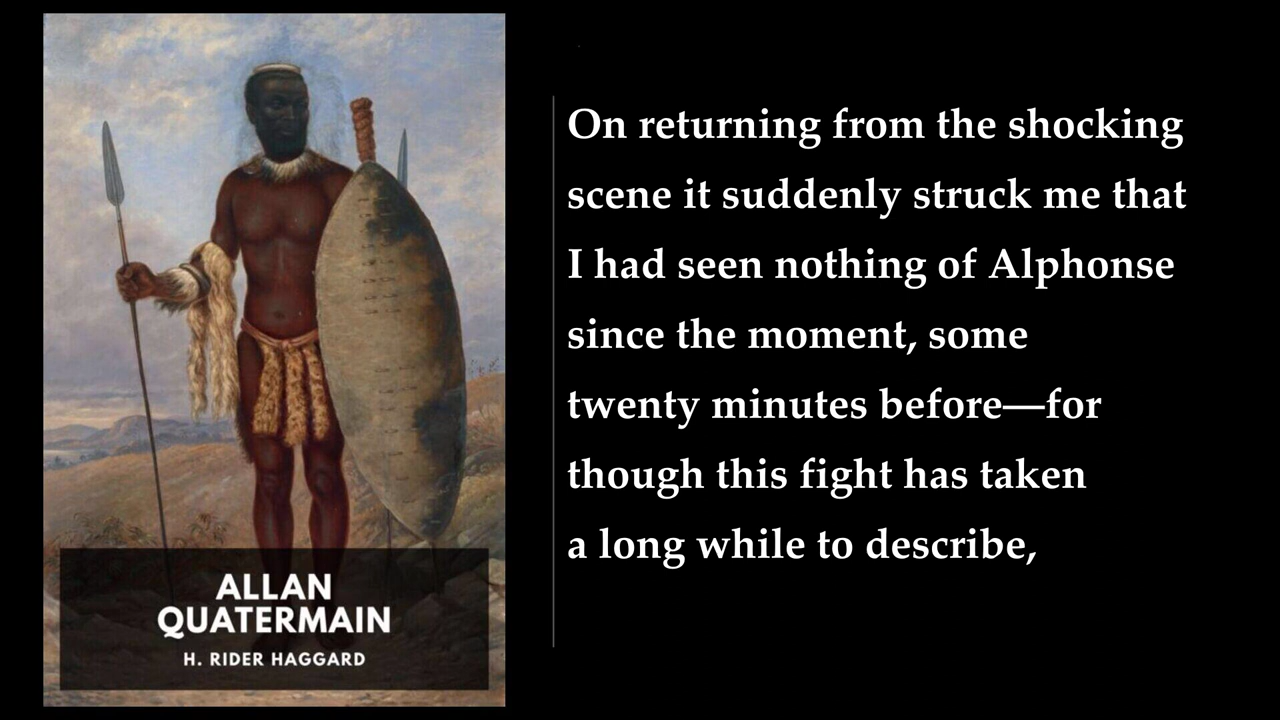 ALLAN
QUATERMAIN
H. RIDER HAGGARD
On returning from the shocking
scene it suddenly struck me that
I had seen nothing of Alphonse
since the moment, some
twenty minutes before—for
though this fight has taken
a long while to describe,